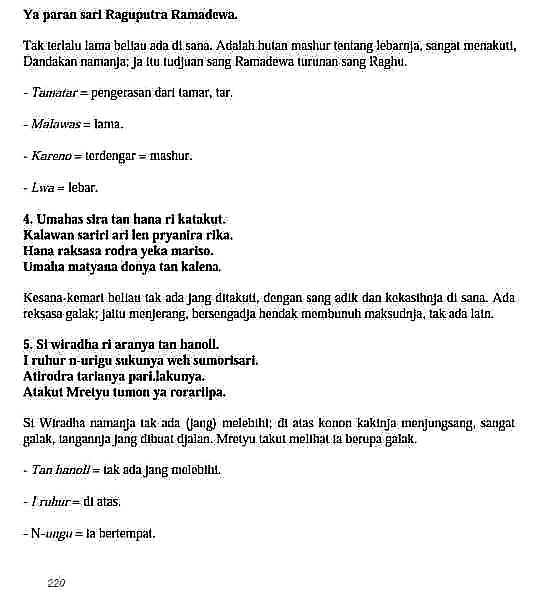 Ya paran sari Raguputra Ramadewa.
Tak terlalu lama beliau ada di sana. Adalah hutan mashur tentang lebarnja, sangat menakuti,
Dandakan namanja; ja itu tudjuan sang Ramadewa turunan sang Raghu.
- Tamatar = pengerasan dari tamar, tar.
- Malawas = lama.
- Kareno = terdengar = mashur.
- Lwa = lebar.
4. Umahas sira tan hana ri katakut.
Kalawan sariri ari len pryanira rika.
Hana raksasa rodra yeka mariso.
Umaha matyana donya tan kalena.
Kesana-kemari beliau tak ada jang ditakuti, dengan sang adik dan kekasihnja di sana. Ada
reksasa galak; jaitu menjerang, bersengadja hendak membunuh maksudnja, tak ada lain.
5. Si wiradha ri aranya tan hanoli.
I ruhur n-urigu sukunya weh sumorisari.
Atirodra tarianya pari.lakunya.
Atakut Mretyu tumon ya rorariipa.
Si Wiradha namanja tak ada (jang) melebihi; di atas konon kakinja menjungsang, sangat
galak, tangannja jang dibuat djalan. Mretyu takut melihat ia berupa galak.
- Tan hanoli = tak ada jang melebihi.
- I ruhur = di atas.
- N-ungu = ia bertempat.
220